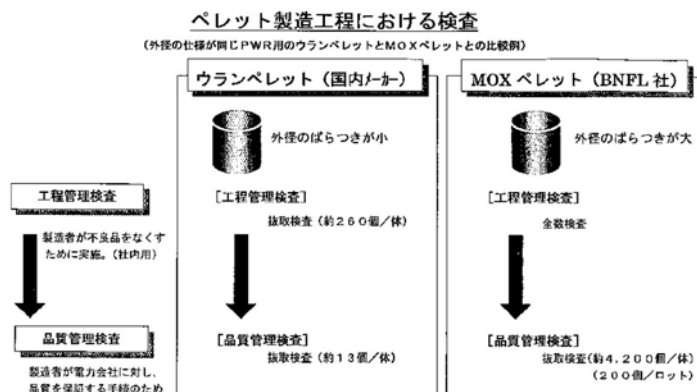 ペレット製造工程における検査
(外径の仕様が同じPWR用のウランペレットとMOXペレットとの比較例)
ウランペレット(国内メーカー)
外径のばらつきが小
[工程管理検査]
抜取検査(約260個/体)
[品質管理検査]
抜取検査(約13個/体)
MOXペレット(BNFL社)
外径のばらつきが大
[工程管理検査]
全数検査
[品質管理検査]
抜取検査(約4,200個/体)
(200個/ロット)
工程管理検査
製造者が不良品をなくす
ために実施。(社内用)
品質管理検査
製造者が電力会社に対し、
品質を保証する手続のため